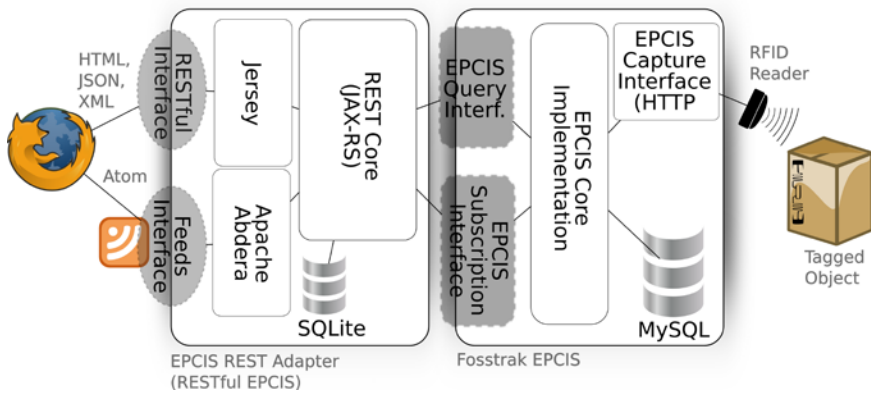 HTML,
JSON,
XML
Atom
RESTful
Interface
Feeds
Interface
Jersey
Apache
Abdera
REST Core
(JAX-RS)
SQLite
EPCIS REST Adapter
(RESTful EPCIS)
EPCIS
Query
Interf.
EPCIS
Subscription
Interface
EPCIS Core
Implementation
EPCIS
Capture
Interface
(HTTP
MySQL
Fosstrak EPCIS
RFID
Reader
Tagged
Object